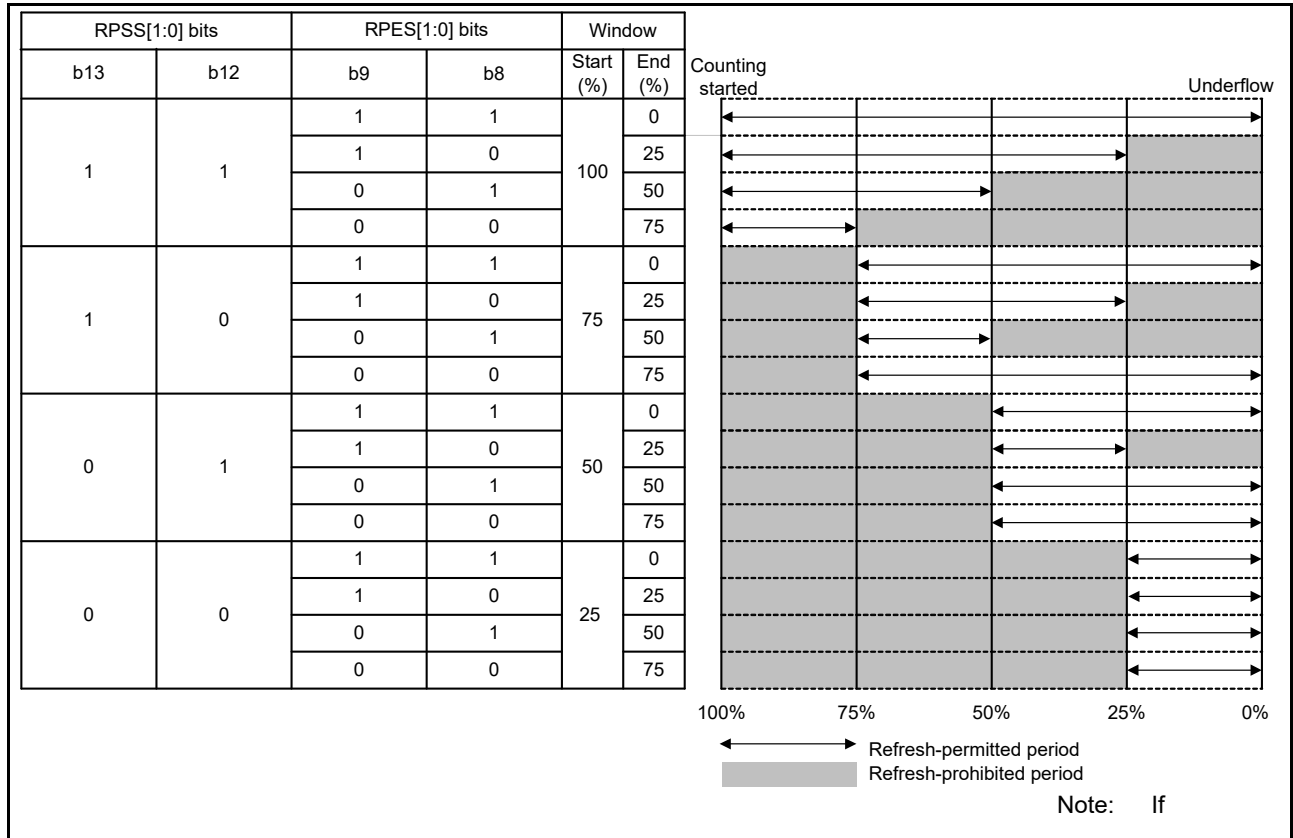 RPSS[1:0] bits RPES[1:0] bits Window
b13 b12 b9 b8 Start (%) End (%)
Counting started Underflow
1 1 1 1 100 0
1 0 25
0 1 50
0 0 75
1 0 1 1 75 0
1 0 25
0 1 50
0 0 75
0 1 1 1 50 0
1 0 25
0 1 50
0 0 75
0 0 1 1 25 0
1 0 25
0 1 50
0 0 75
100% 75% 50% 25% 0%
Refresh-permitted period
Refresh-prohibited period
Note: If